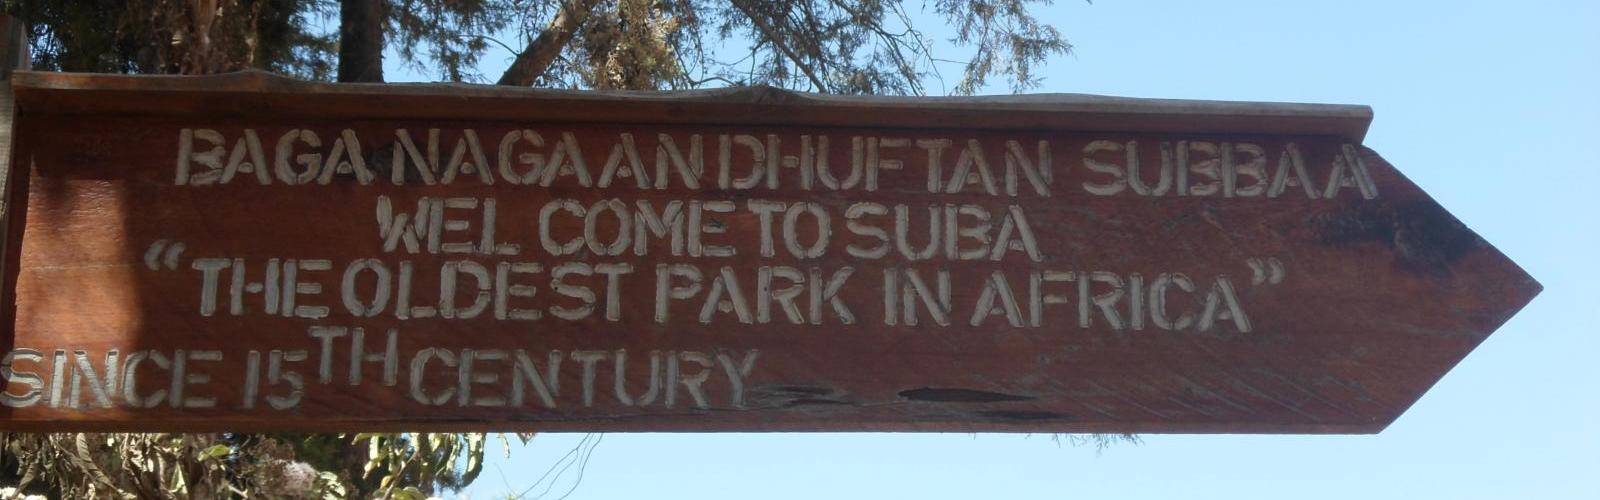 BAGA NAGAAN DHUFTAN SUBBAA
WEL COME TO SUBA
“THE OLDEST PARK IN AFRICA”
SINCE 15TH CENTURY